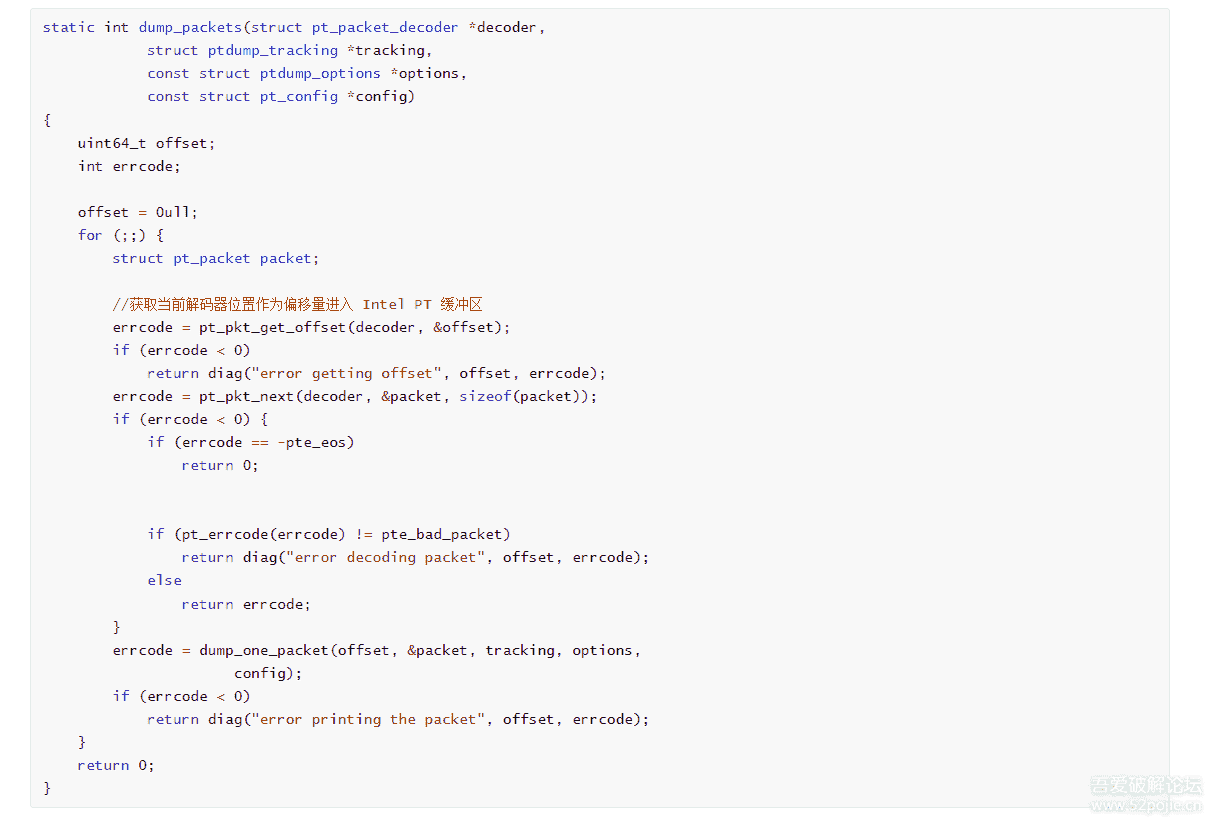 static int dump_packets(struct pt_packet_decoder *decoder,
struct ptdump_tracking *tracking,
const struct ptdump_options *options,
const struct pt_config *config)
{
uint64_t offset;
int errcode;
offset = 0ull;
for (;;) {
struct pt_packet packet;
//获取当前解码器位置作为偏移量进入 Intel PT 缓冲区
errcode = pt_pkt_get_offset(decoder, &offset);
if (errcode < 0)
return diag("error getting offset", offset, errcode);
errcode = pt_pkt_next(decoder, &packet, sizeof(packet));
if (errcode < 0) {
if (errcode == -pte_eos)
return 0;
if (pt_errcode(errcode) != pte_bad_packet)
return diag("error decoding packet", offset, errcode);
else
return errcode;
}
errcode = dump_one_packet(offset, &packet, tracking, options,
config);
if (errcode < 0)
return diag("error printing the packet", offset, errcode);
}
return 0;
}
吾爱破解论坛
www.52pojie.cn